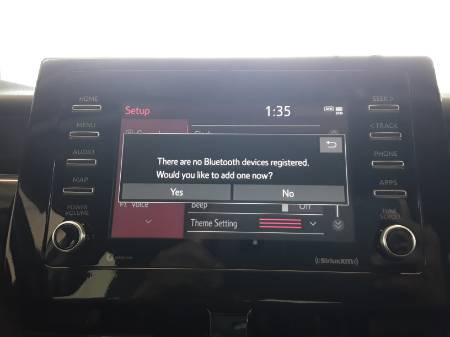 HOME
MENU
AUDIO
MAP
POWER
VOLUME
Setup
1:35
There are no Bluetooth devices registered.
Would you like to add one now?
Yes
No
Voice
Beep
Off
Theme Setting
SEEK >
< TRACK
PHONE
APPS
TUNE
SCROLL
SiriusXM